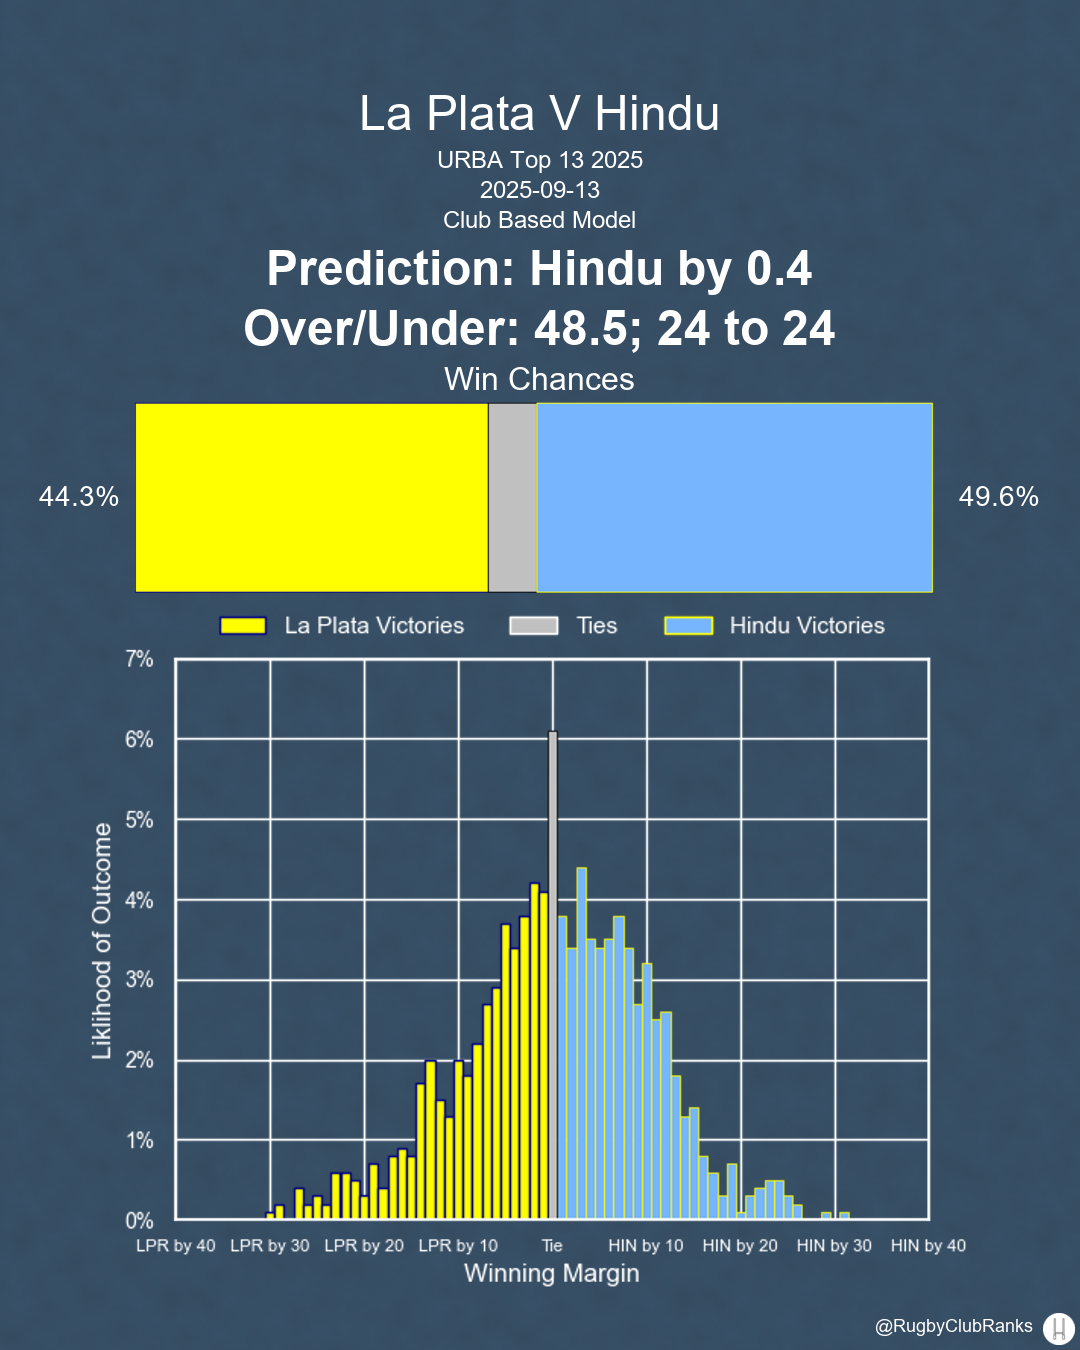 La Plata V Hindu
URBA Top 13 2025
2025-09-13
Club Based Model
Prediction: Hindu by 0.4
Over/Under: 48.5; 24 to 24
Win Chances
44.3%
49.6%
La Plata Victories
Ties
Hindu Victories
7%
6%
5%
4%
3%
2%
1%
0%
Liklihood of Outcome
LPR by 40
LPR by 30
LPR by 20
LPR by 10
Tie
HIN by 10
HIN by 20
HIN by 30
HIN by 40
Winning Margin
@RugbyClubRanks